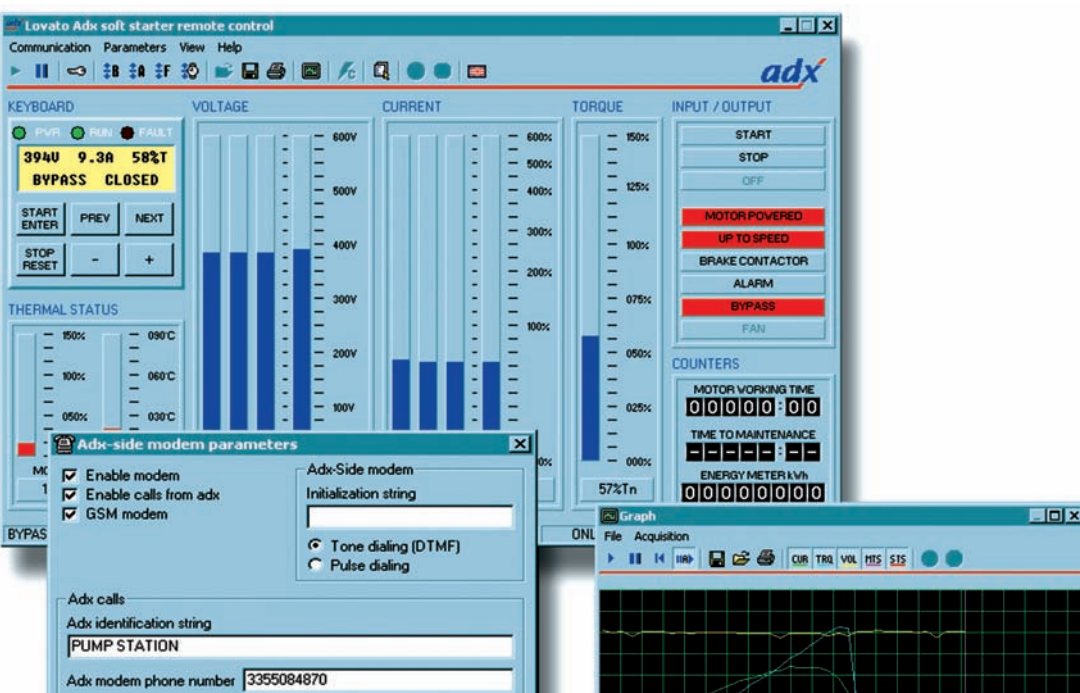 adx Lovato Adx soft starter remote control
Communication Parameters View Help
B A F
adx
KEYBOARD
PWR RUN FAULT
394V 9.3A 58%T
BYPASS CLOSED
START ENTER PREV NEXT
STOP RESET - +
THERMAL STATUS
150% 090°C
100% 060°C
050% 030°C
VOLTAGE
600V
500V
400V
300V
200V
100V
CURRENT
600%
500%
400%
300%
200%
100%
TORQUE
150%
125%
100%
075%
050%
025%
000%
57%Tn
INPUT / OUTPUT
START
STOP
OFF
MOTOR POWERED
UP TO SPEED
BRAKE CONTACTOR
ALARM
BYPASS
FAN
COUNTERS
MOTOR WORKING TIME
00000:00
TIME TO MAINTENANCE
-----:--
ENERGY METER kWh
00000000
BYPAS
ONL
Adx-side modem parameters
Enable modem
Enable calls from adx
GSM modem
Adx-Side modem
Initialization string
Tone dialing (DTMF)
Pulse dialing
Adx calls
Adx identification string
PUMP STATION
Adx modem phone number 3355084870
Graph
File Acquisition
CUR TRQ VOL MTS STS